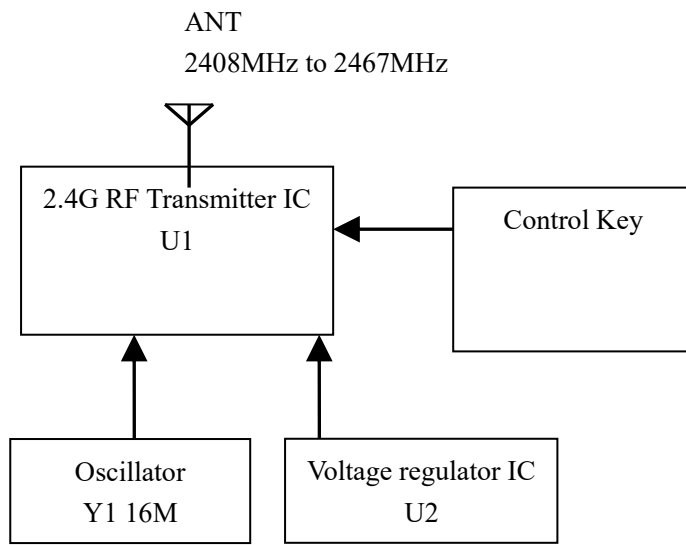 ANT
2408MHz to 2467MHz
2.4G RF Transmitter IC
U1
Control Key
Oscillator
Y1 16M
Voltage regulator IC
U2